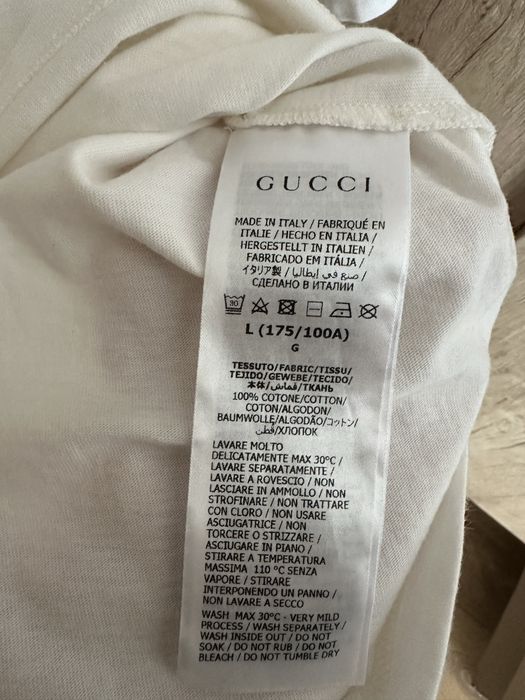 GUCCI
MADE IN ITALY / FABRIQUÉ EN
ITALIE / HECHO EN ITALIA /
HERGESTELLT IN ITALIEN /
FABRICADO EM ITÁLIA /
イタリア製 / صنع في إيطاليا /
СДЕЛАНО В ИТАЛИИ
30
L (175/100A)
G
TESSUTO/FABRIC/TISSU/
TEJIDO/GEWEBE/TECIDO/
本体/قماش/ТКАНЬ
100% COTONE/COTTON/
COTON/ALGODON/
BAUMWOLLE/ALGODÃO/コットン/
قطن/ХЛОПОК
LAVARE MOLTO
DELICATAMENTE MAX 30°C /
LAVARE SEPARATAMENTE /
LAVARE A ROVESCIO / NON
LASCIARE IN AMMOLLO / NON
STROFINARE / NON TRATTARE
CON CLORO / NON USARE
ASCIUGATRICE / NON
TORCERE O STRIZZARE /
ASCIUGARE IN PIANO /
STIRARE A TEMPERATURA
MASSIMA 110 °C SENZA
VAPORE / STIRARE
INTERPONENDO UN PANNO /
NON LAVARE A SECCO
WASH MAX 30°C - VERY MILD
PROCESS / WASH SEPARATELY /
WASH INSIDE OUT / DO NOT
SOAK / DO NOT RUB / DO NOT
BLEACH / DO NOT TUMBLE DRY